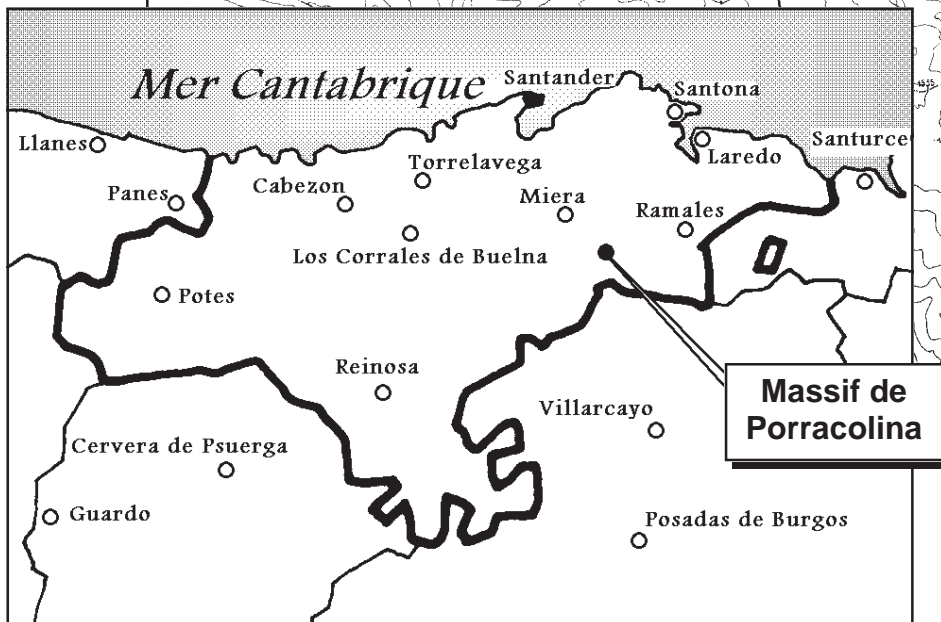 Mer Cantabrique
Santander
Santona
Llanes
Torrelavega
Laredo
Santurce
Panes
Cabezon
Miera
Ramales
Los Corrales de Buelna
Potes
Reinosa
Massif de
Porracolina
Villarcayo
Cervera de Psuerga
Guardo
Posadas de Burgos